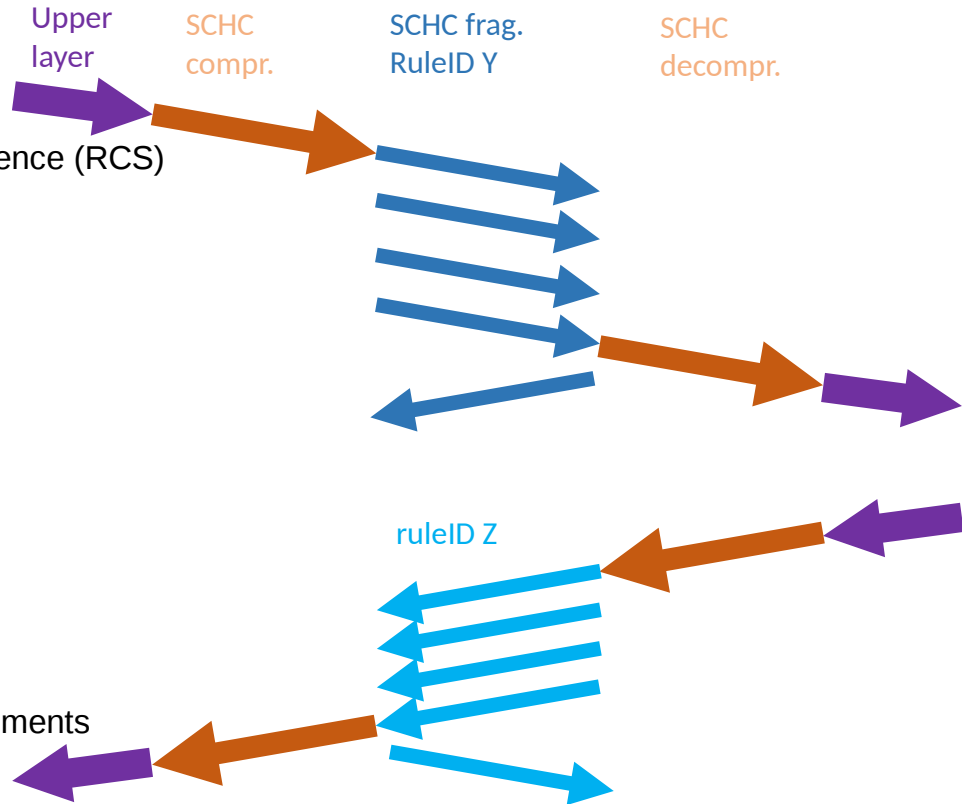 Upper
layer
SCHC
compr.
SCHC frag.
RuleID Y
SCHC
decompr.
ence (RCS)
ruleID Z
ments